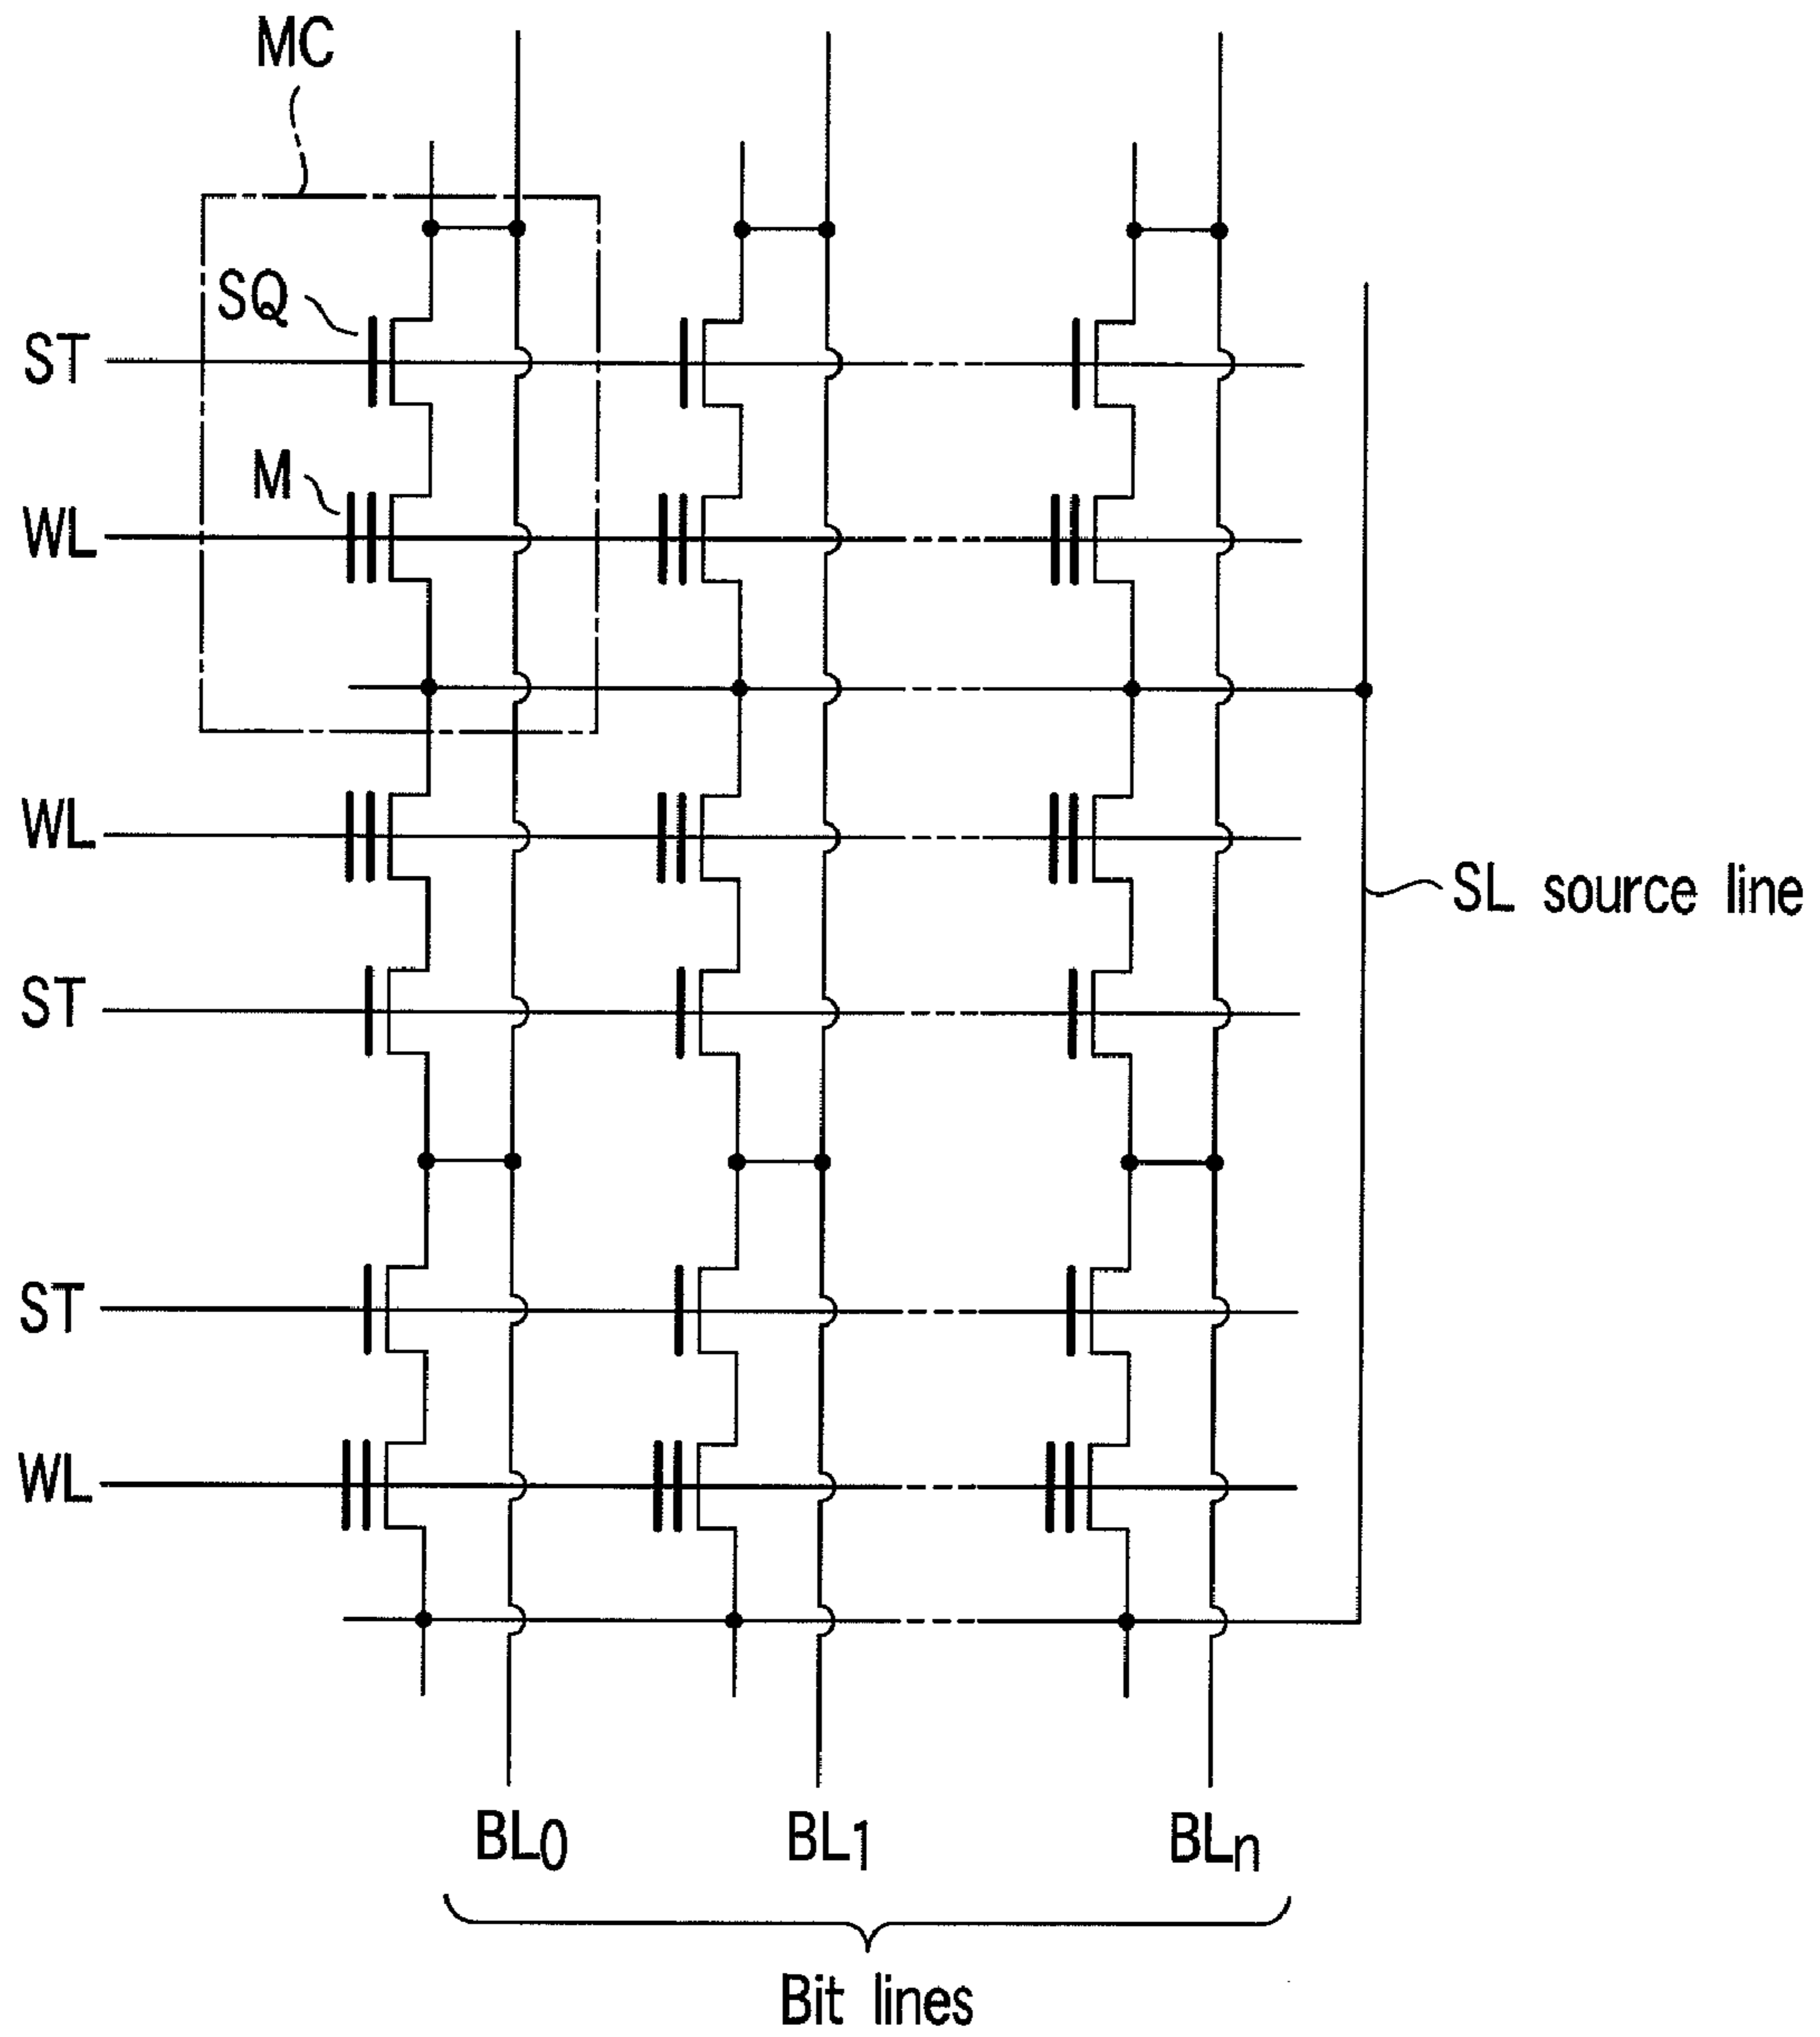 MC
SQ
ST
M
WL
WL
SL source line
ST
ST
WL
BL0 BL1 BLn
Bit lines